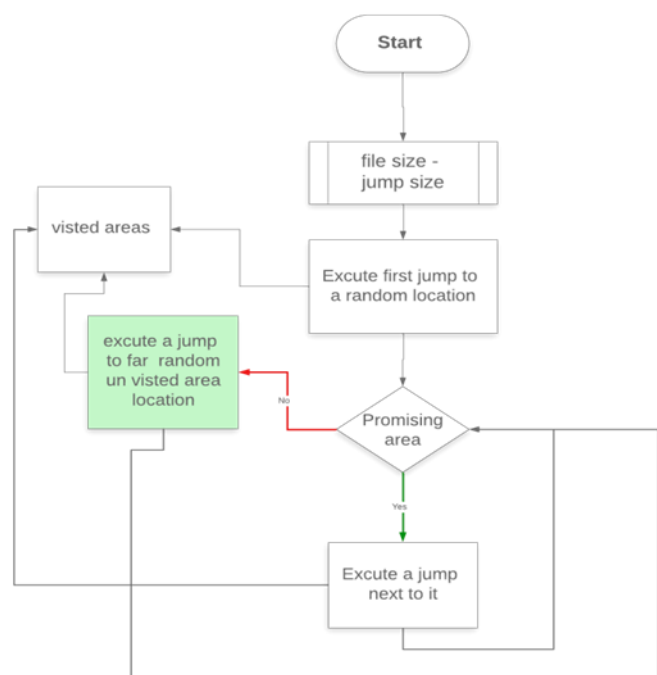 Start
file size -
jump size
visted areas
Excute first jump to
a random location
excute a jump
to far random
un visted area
location
No
Promising
area
Yes
Excute a jump
next to it